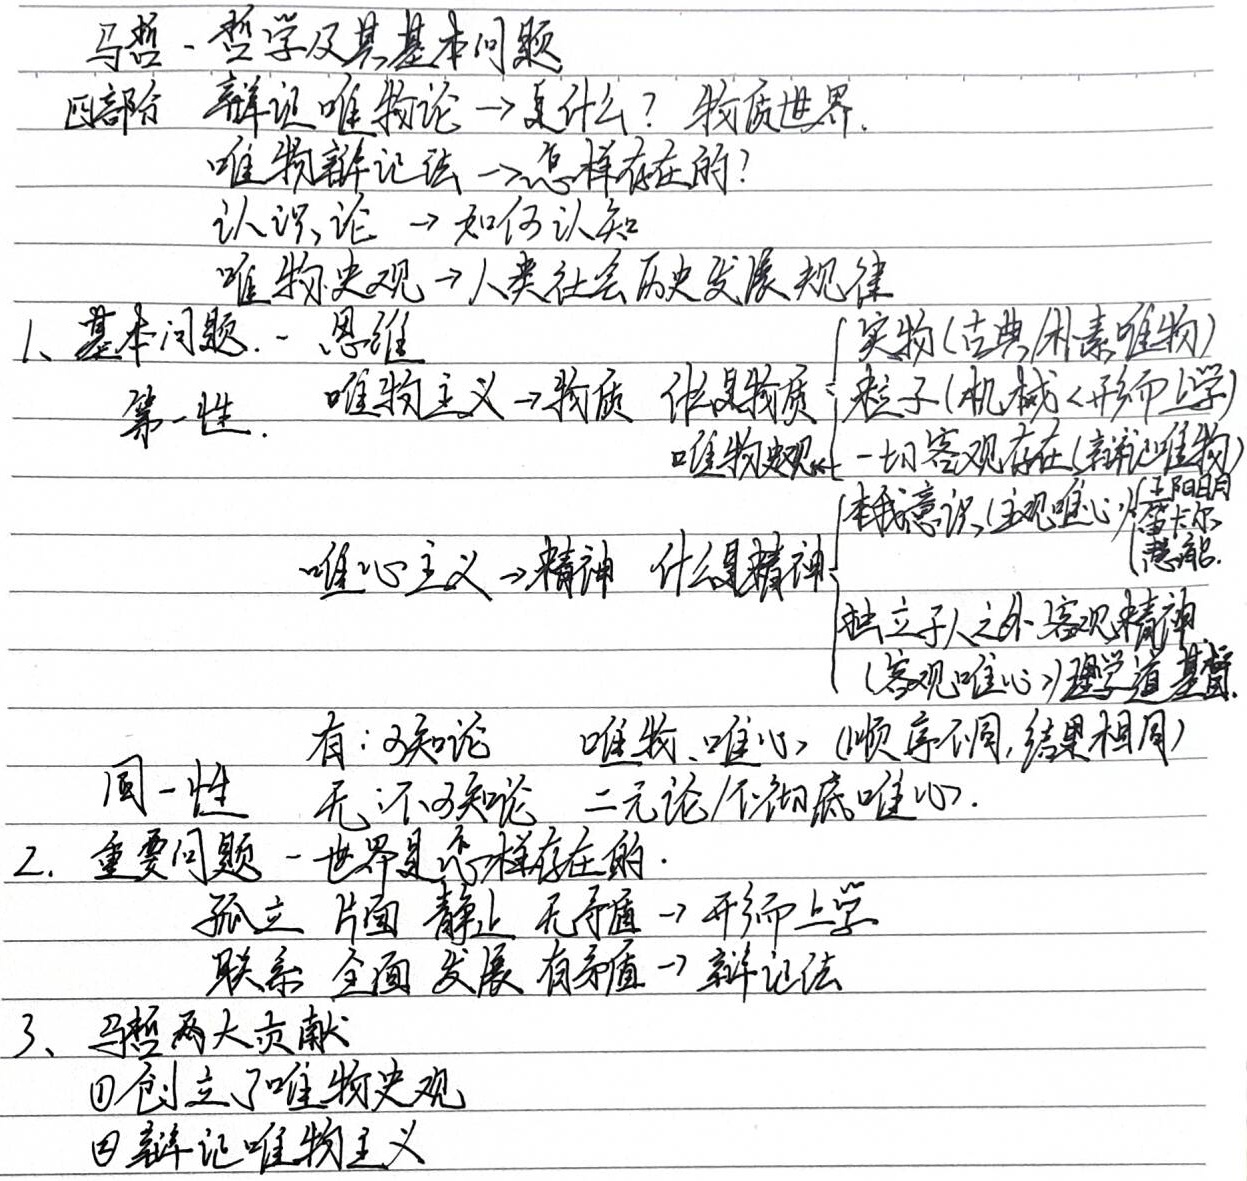 马哲-哲学及其基本问题
四部分 辩证唯物论→是什么? 物质世界.
唯物辩证法→怎样存在的?
认识论→如何认知
唯物史观→人类社会历史发展规律
1、基本问题.- 思维
第一性. 唯物主义→物质 什么是物质
实物(古典/朴素唯物)
粒子(机械<形而上学)
唯物史观← 一切客观存在(辩证唯物)
唯心主义→精神 什么是精神
本我意识(主观唯心)
王阳明
笛卡尔
慧能.
独立于人之外客观精神
(客观唯心)理学道基督.
同一性
有:可知论 唯物、唯心(顺序不同,结果相同)
无:不可知论 二元论/不彻底唯心.
2. 重要问题-世界是怎样存在的.
孤立 片面 静止 无矛盾→形而上学
联系 全面 发展 有矛盾→辩证法
3、马哲两大贡献
①创立了唯物史观
②辩证唯物主义